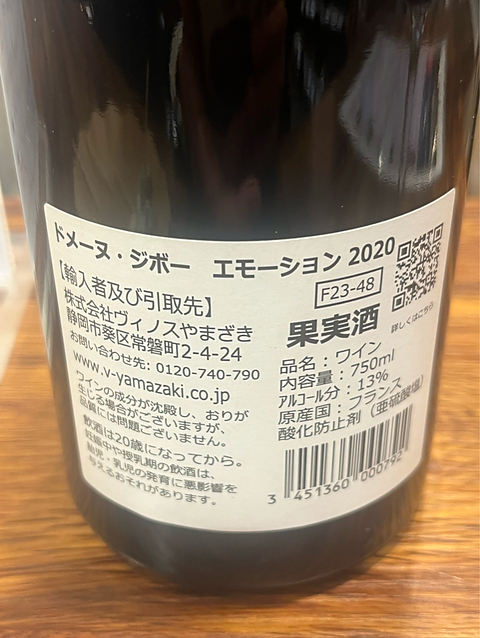 ドメーヌ・ジボー　エモーション 2020
【輸入者及び引取先】
株式会社ヴィノスやまざき
静岡市葵区常磐町2-4-24
お問い合わせ先: 0120-740-790
www.v-yamazaki.co.jp
ワインの成分が沈殿し、おりが
生じる場合がございますが、
品質には問題ございません。
飲酒は20歳になってから。
妊娠中や授乳期の飲酒は、
胎児・乳児の発育に悪影響を
与えるおそれがあります。
F23-48
果実酒
詳しくはこちら
品名：ワイン
内容量：750ml
アルコール分：13%
原産国：フランス
酸化防止剤（亜硫酸塩）
3 451360 000792